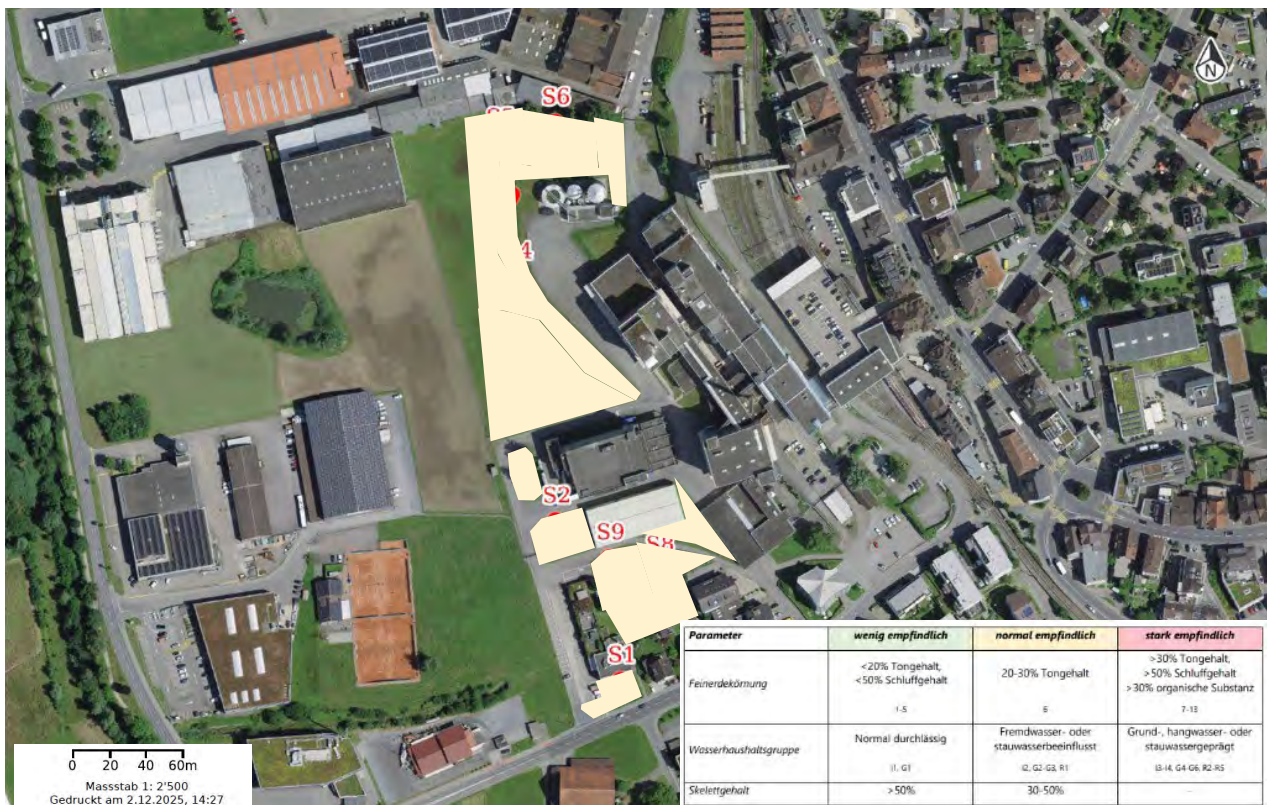 N
S6
4
S2
S9
S8
S1
0 20 40 60m
Massstab 1: 2'500
Gedruckt am 2.12.2025, 14:27
Parameter wenig empfindlich normal empfindlich stark empfindlich
Feinerdekörnung
<20% Tongehalt,
<50% Schluffgehalt
1-5
20-30% Tongehalt
6
>30% Tongehalt,
>50% Schluffgehalt
>30% organische Substanz
7-13
Wasserhaushaltsgruppe
Normal durchlässig
I1, G1
Fremdwasser- oder
stauwasserbeeinflusst
I2, G2-G3, R1
Grund-, hangwasser- oder
stauwassergeprägt
I3-I4, G4-G6, R2-R5
Skelettgehalt >50% 30-50% -